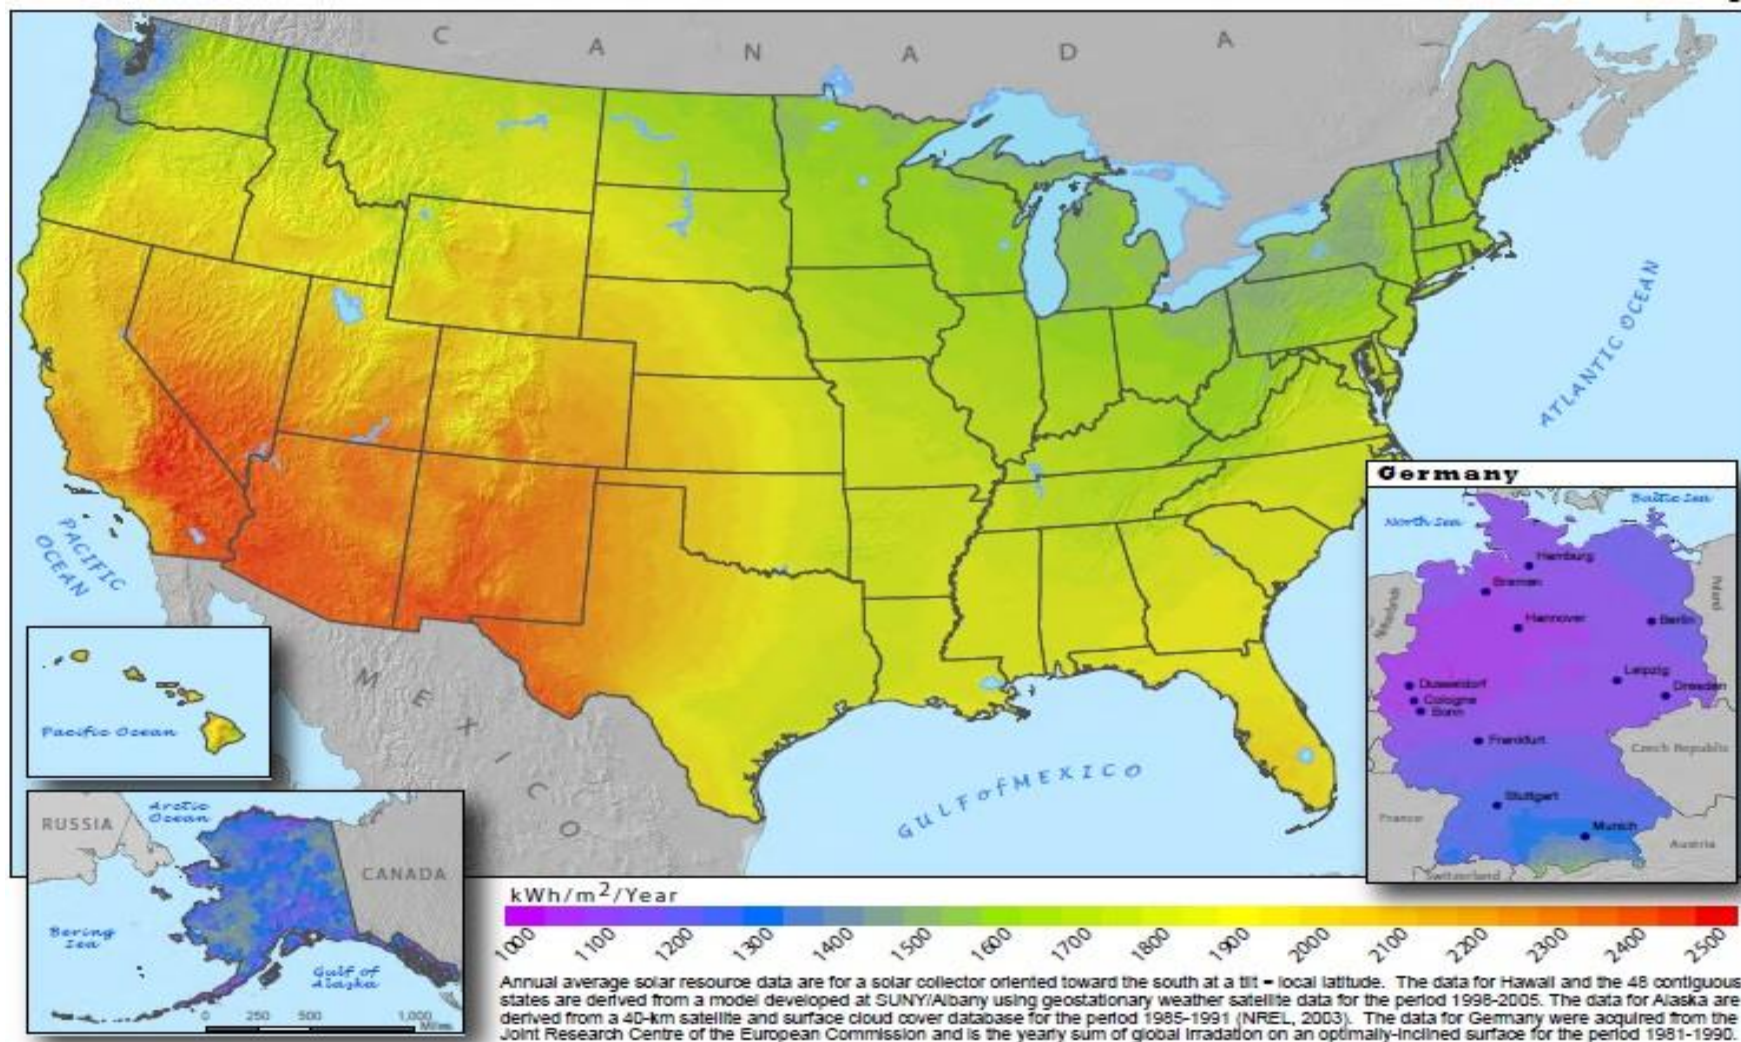 C A N A D A
ATLANTIC OCEAN
PACIFIC
OCEAN
MEXICO
GULF of MEXICO
Pacific Ocean
RUSSIA
Arctic
Ocean
CANADA
Bering
Sea
Gulf of
Alaska
0 250 500 1,000
Miles
Germany
Baltic Sea
North Sea
Hamburg
Bremen
Netherlands
Poland
Hannover
Berlin
Leipzig
Dusseldorf
Dresden
Cologne
Bonn
Frankfurt
Czech Republic
Stuttgart
France
Munich
Austria
Switzerland
kWh/m²/Year
1000 1100 1200 1300 1400 1500 1600 1700 1800 1900 2000 2100 2200 2300 2400 2500
Annual average solar resource data are for a solar collector oriented toward the south at a tilt = local latitude. The data for Hawaii and the 48 contiguous
states are derived from a model developed at SUNY/Albany using geostationary weather satellite data for the period 1998-2005. The data for Alaska are
derived from a 40-km satellite and surface cloud cover database for the period 1985-1991 (NREL, 2003). The data for Germany were acquired from the
Joint Research Centre of the European Commission and is the yearly sum of global irradation on an optimally-inclined surface for the period 1981-1990.